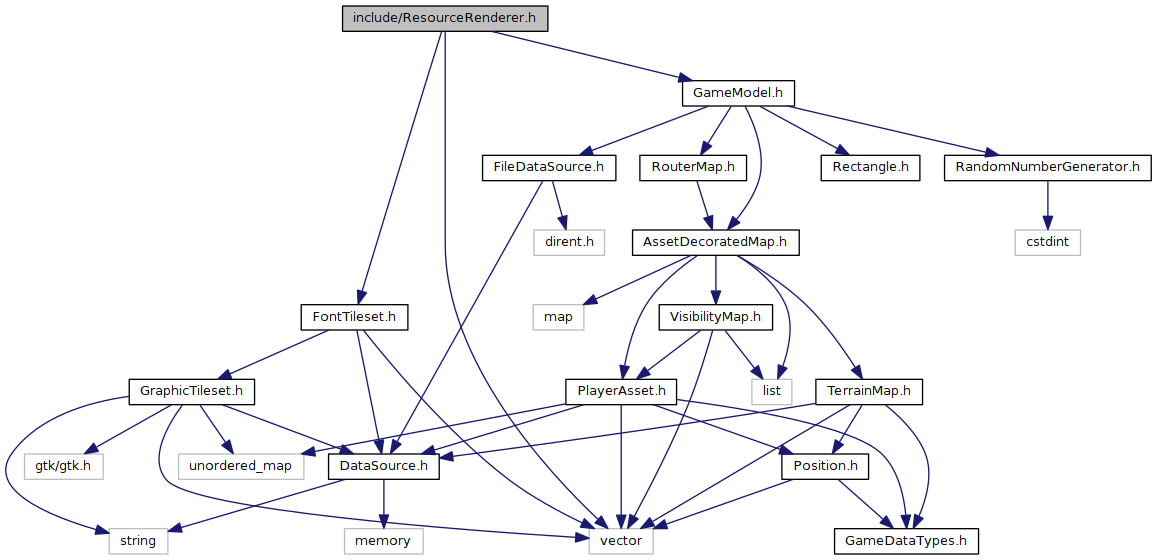 include/ResourceRenderer.h
GameModel.h
FileDataSource.h
RouterMap.h
Rectangle.h
RandomNumberGenerator.h
dirent.h
AssetDecoratedMap.h
cstdint
FontTileset.h
map
VisibilityMap.h
GraphicTileset.h
PlayerAsset.h
list
TerrainMap.h
gtk/gtk.h
unordered_map
DataSource.h
Position.h
string
memory
vector
GameDataTypes.h